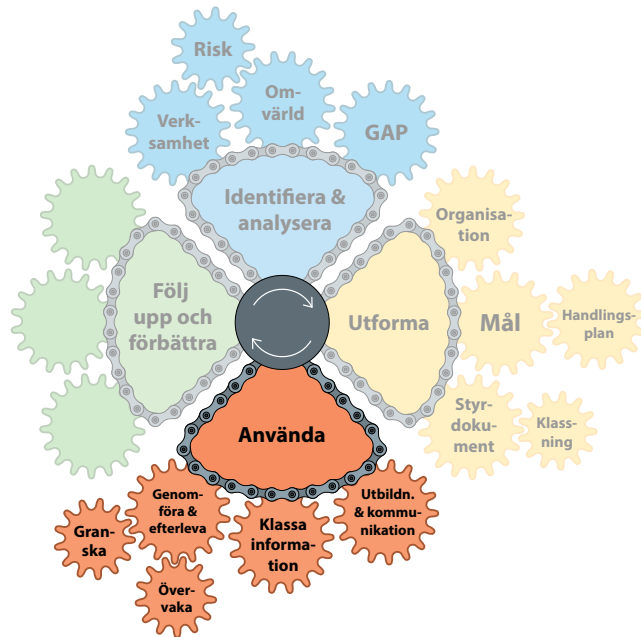 Risk
Om-
värld
Verk-
samhet
GAP
Identifiera &
analysera
Organisa-
tion
Följ
upp och
förbättra
Utforma
Mål
Handlings-
plan
Styr-
doku-
ment
Klass-
ning
Använda
Genom-
föra &
efterleva
Utbildn.
& kommu-
nikation
Gran-
ska
Klassa
informa-
tion
Över-
vaka